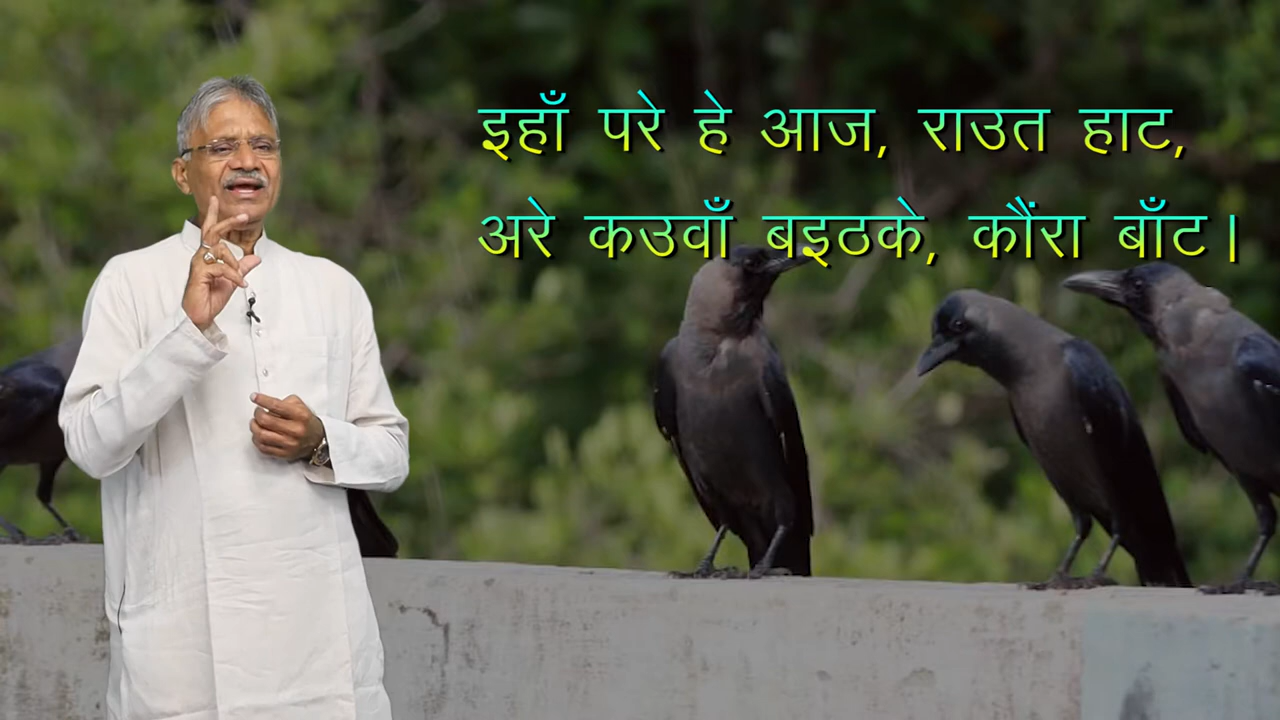 इहाँ परे हे आज, राउत हाट,
अरे कउवाँ बइठके, कौंरा बाँट।